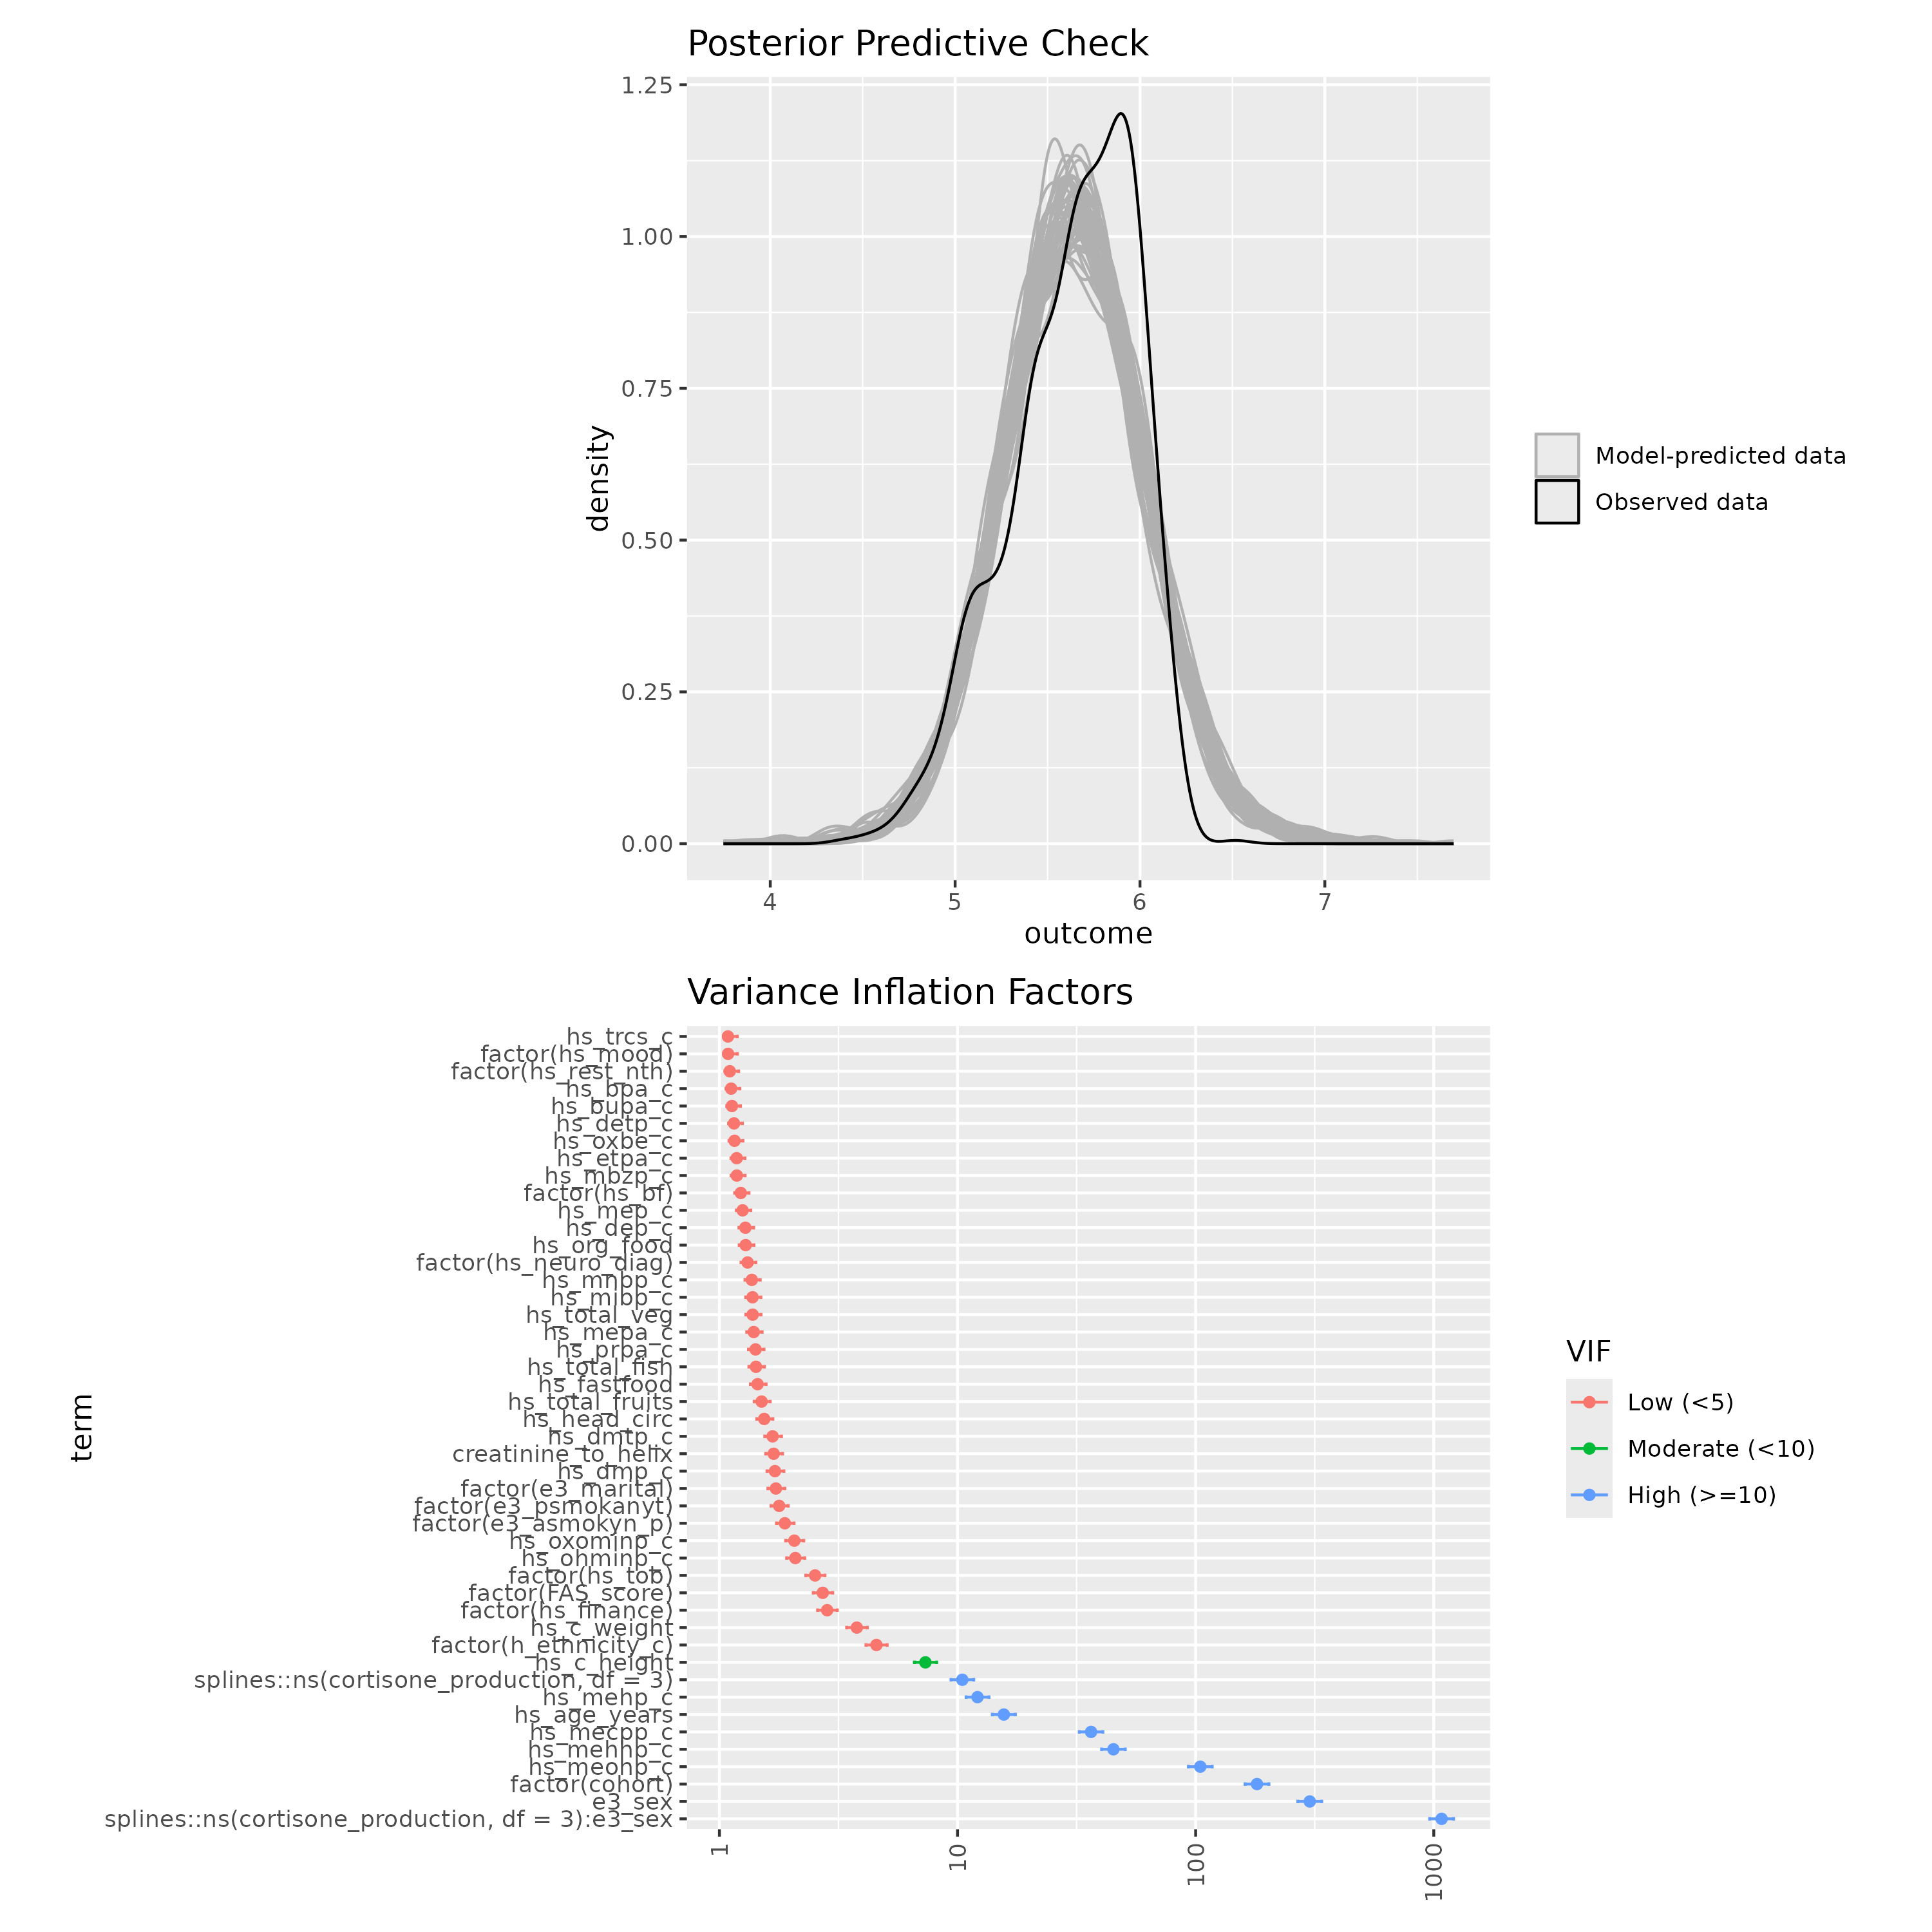 Posterior Predictive Check
1.25
1.00
0.75
0.50
0.25
0.00
density
4 5 6 7
outcome
Model-predicted data
Observed data
Variance Inflation Factors
term
hs_trcs_c
factor(hs_mood)
factor(hs_rest_nth)
hs_bpa_c
hs_bupa_c
hs_detp_c
hs_oxbe_c
hs_etpa_c
hs_mbzp_c
factor(hs_bf)
hs_mep_c
hs_dep_c
hs_org_food
factor(hs_neuro_diag)
hs_mnbp_c
hs_mibp_c
hs_total_veg
hs_mepa_c
hs_prpa_c
hs_total_fish
hs_fastfood
hs_total_fruits
hs_head_circ
hs_dmtp_c
creatinine_to_helix
hs_dmp_c
factor(e3_marital)
factor(e3_psmokanyt)
factor(e3_asmokyn_p)
hs_oxominp_c
hs_ohminp_c
factor(hs_tob)
factor(FAS_score)
factor(hs_finance)
hs_c_weight
factor(h_ethnicity_c)
hs_c_height
splines::ns(cortisone_production, df = 3)
hs_mehp_c
hs_age_years
hs_mecpp_c
hs_mehhp_c
hs_meohp_c
factor(cohort)
e3_sex
splines::ns(cortisone_production, df = 3):e3_sex
1 10 100 1000
VIF
Low (<5)
Moderate (<10)
High (>=10)